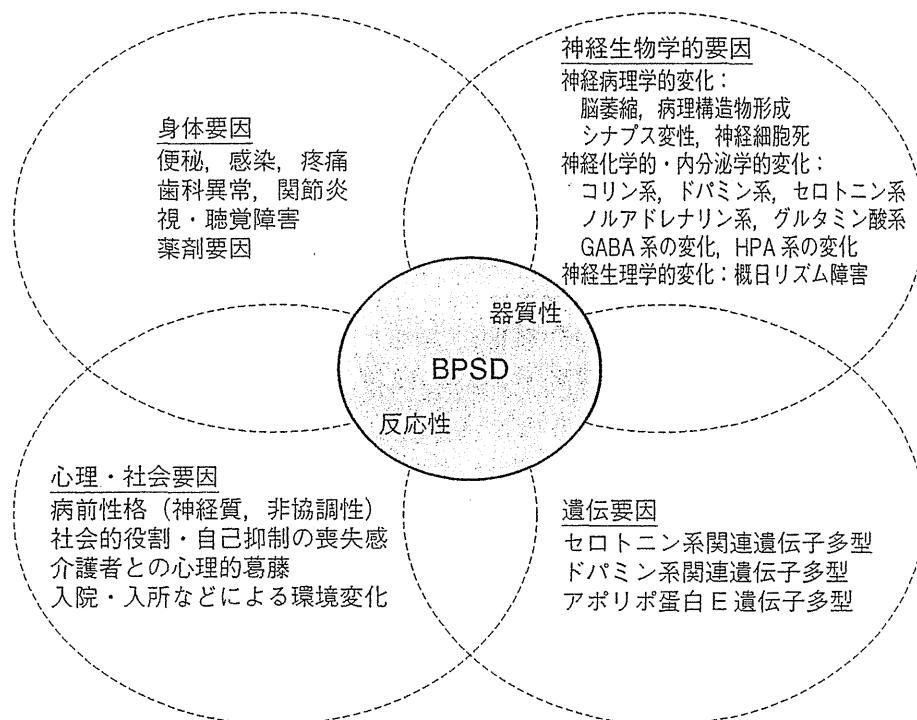 身体要因
便秘，感染，疼痛
歯科異常，関節炎
視・聴覚障害
薬剤要因
神経生物学的要因
神経病理学的変化：
脳萎縮，病理構造物形成
シナプス変性，神経細胞死
神経化学的・内分泌学的変化：
コリン系，ドパミン系，セロトニン系
ノルアドレナリン系，グルタミン酸系
GABA系の変化，HPA系の変化
神経生理学的変化：概日リズム障害
器質性
BPSD
反応性
心理・社会要因
病前性格（神経質，非協調性）
社会的役割・自己抑制の喪失感
介護者との心理的葛藤
入院・入所などによる環境変化
遺伝要因
セロトニン系関連遺伝子多型
ドパミン系関連遺伝子多型
アポリポ蛋白E遺伝子多型